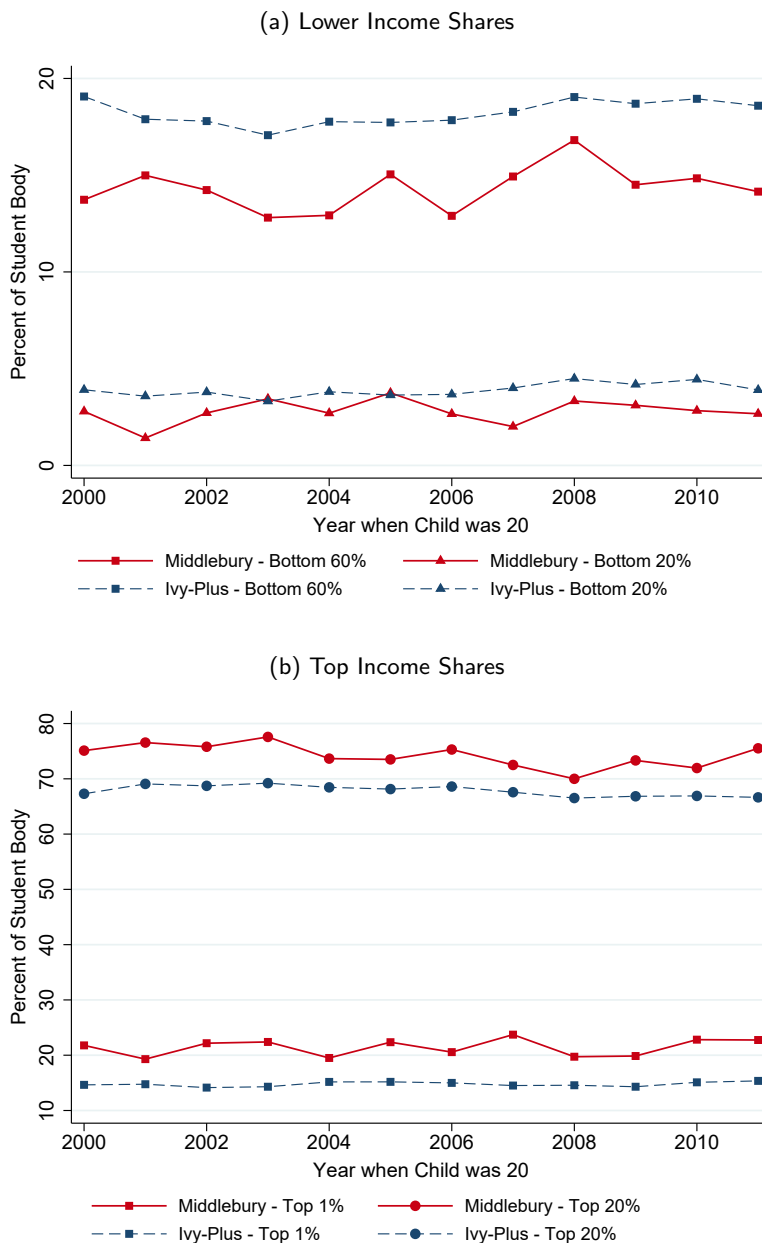 (a) Lower Income Shares
Percent of Student Body
20
10
0
2000 2002 2004 2006 2008 2010
Year when Child was 20
Middlebury - Bottom 60% Middlebury - Bottom 20%
Ivy-Plus - Bottom 60% Ivy-Plus - Bottom 20%
(b) Top Income Shares
Percent of Student Body
80
70
60
50
40
30
20
10
2000 2002 2004 2006 2008 2010
Year when Child was 20
Middlebury - Top 1% Middlebury - Top 20%
Ivy-Plus - Top 1% Ivy-Plus - Top 20%